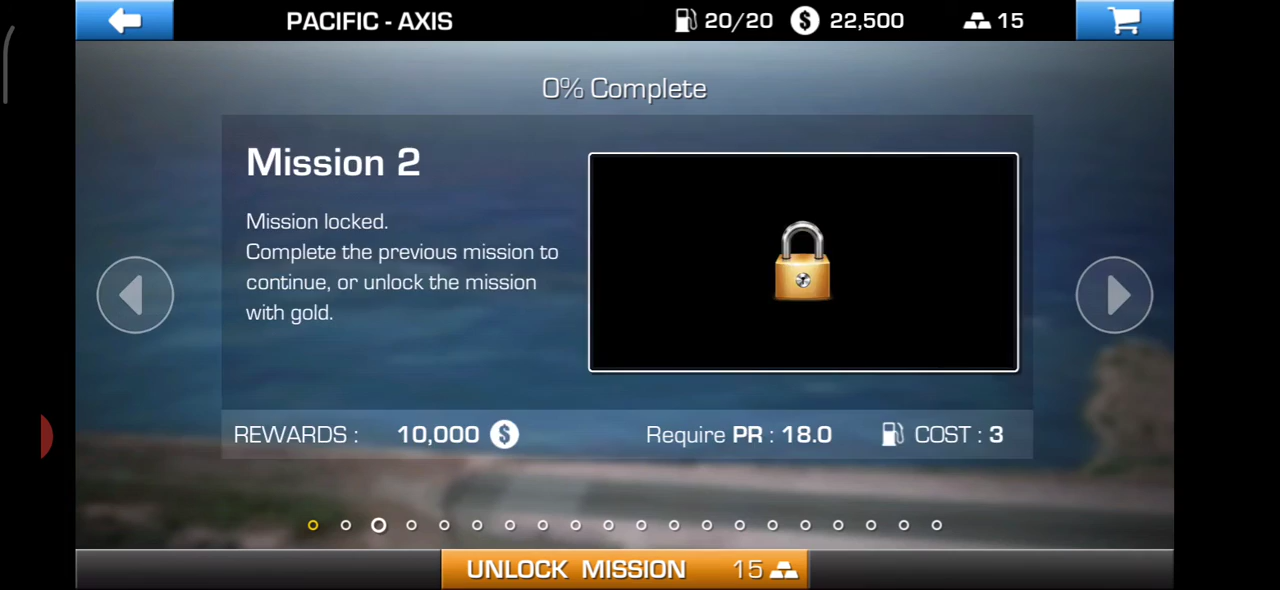 PACIFIC - AXIS 20/20 $ 22,500 15
0% Complete
Mission 2
Mission locked.
Complete the previous mission to
continue, or unlock the mission
with gold.
REWARDS : 10,000 $ Require PR : 18.0 COST : 3
UNLOCK MISSION 15